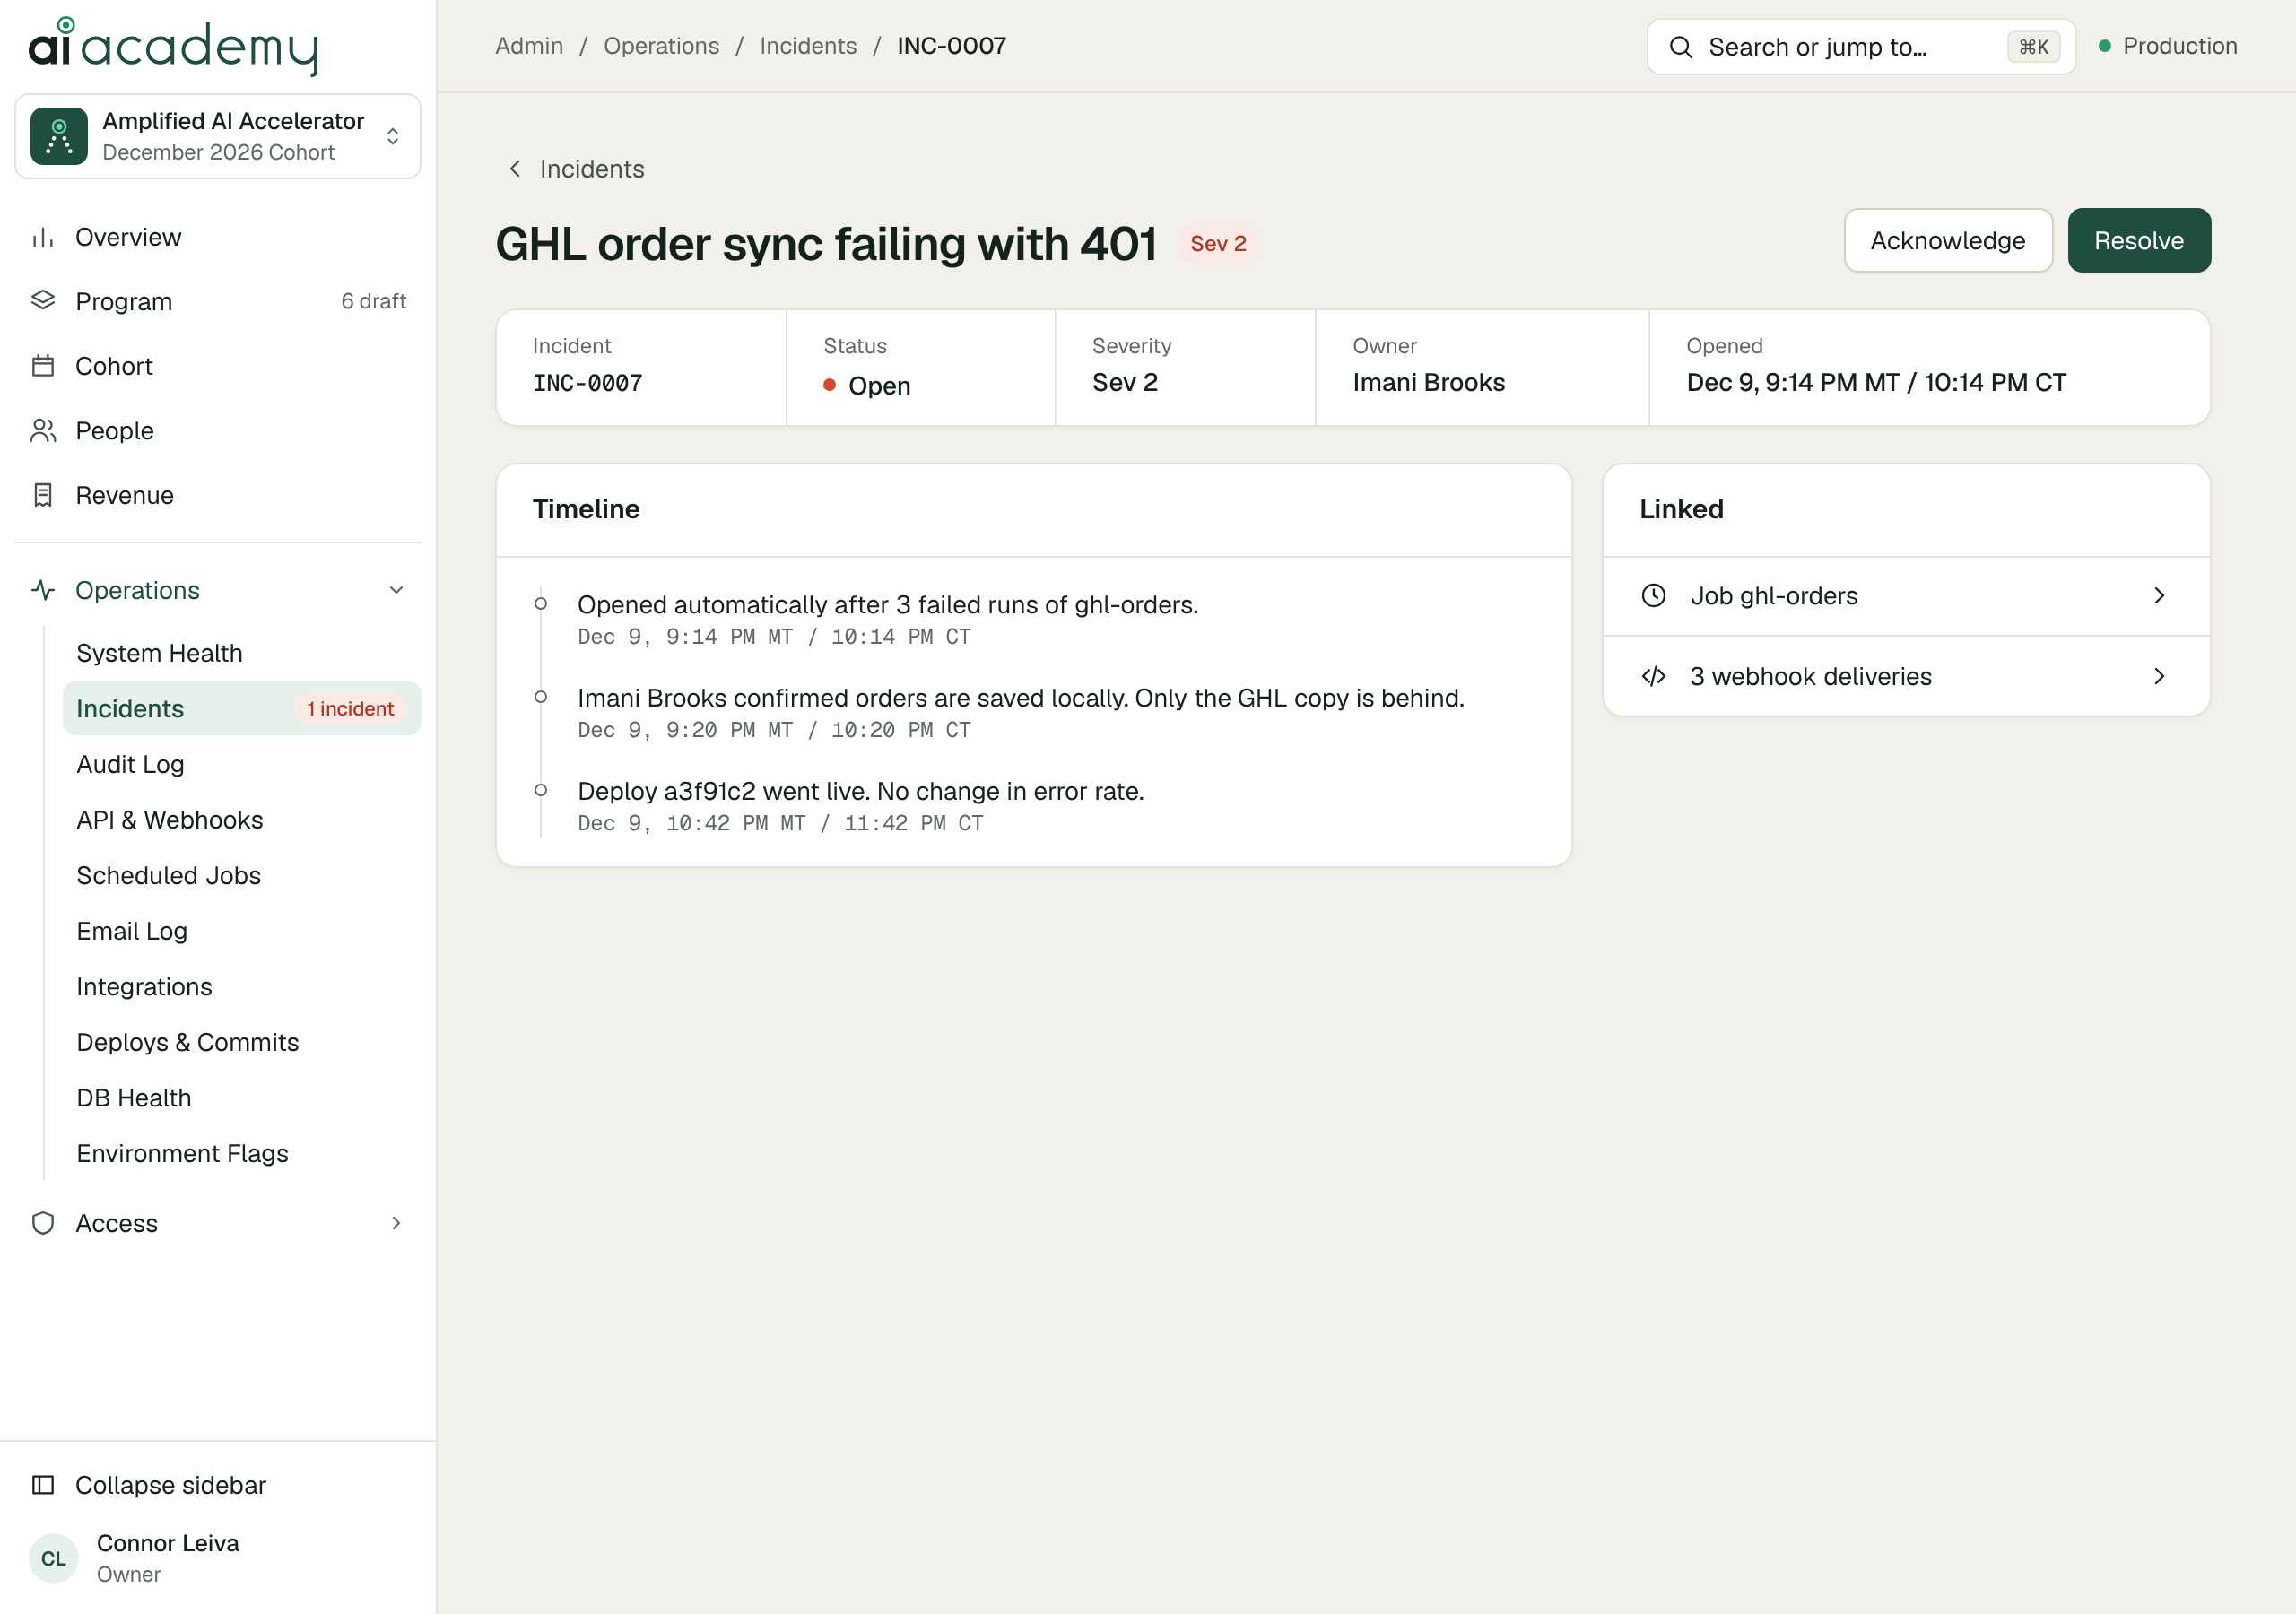 ai academy
Amplified AI Accelerator
December 2026 Cohort
Overview
Program 6 draft
Cohort
People
Revenue
Operations
System Health
Incidents 1 incident
Audit Log
API & Webhooks
Scheduled Jobs
Email Log
Integrations
Deploys & Commits
DB Health
Environment Flags
Access
Collapse sidebar
CL
Connor Leiva
Owner
Admin / Operations / Incidents / INC-0007
Search or jump to... ⌘K
Production
Incidents
GHL order sync failing with 401 Sev 2
Acknowledge Resolve
Incident
INC-0007
Status
Open
Severity
Sev 2
Owner
Imani Brooks
Opened
Dec 9, 9:14 PM MT / 10:14 PM CT
Timeline
Opened automatically after 3 failed runs of ghl-orders.
Dec 9, 9:14 PM MT / 10:14 PM CT
Imani Brooks confirmed orders are saved locally. Only the GHL copy is behind.
Dec 9, 9:20 PM MT / 10:20 PM CT
Deploy a3f91c2 went live. No change in error rate.
Dec 9, 10:42 PM MT / 11:42 PM CT
Linked
Job ghl-orders
3 webhook deliveries